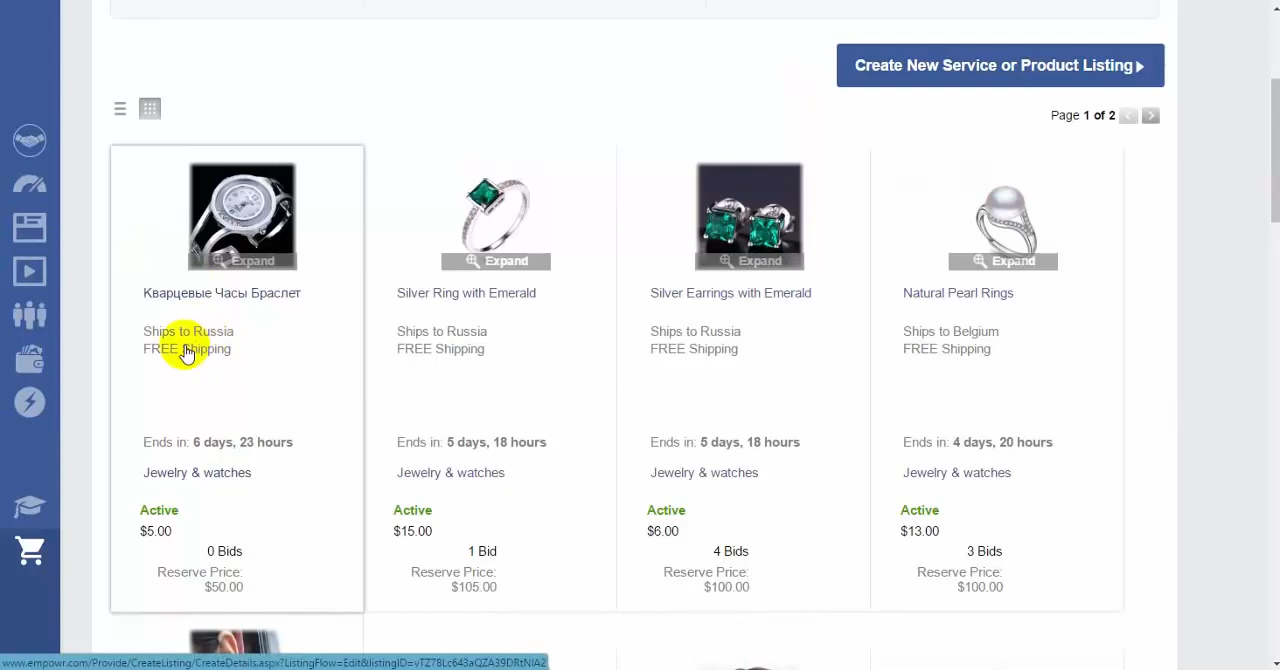 Create New Service or Product Listing
Page 1 of 2
Expand
Expand
Expand
Expand
Кварцевые Часы Браслет
Silver Ring with Emerald
Silver Earrings with Emerald
Natural Pearl Rings
Ships to Russia
Ships to Russia
Ships to Russia
Ships to Belgium
FREE Shipping
FREE Shipping
FREE Shipping
FREE Shipping
Ends in: 6 days, 23 hours
Ends in: 5 days, 18 hours
Ends in: 5 days, 18 hours
Ends in: 4 days, 20 hours
Jewelry & watches
Jewelry & watches
Jewelry & watches
Jewelry & watches
Active
Active
Active
Active
$5.00
$15.00
$6.00
$13.00
0 Bids
1 Bid
4 Bids
3 Bids
Reserve Price:
Reserve Price:
Reserve Price:
Reserve Price:
$50.00
$105.00
$100.00
$100.00